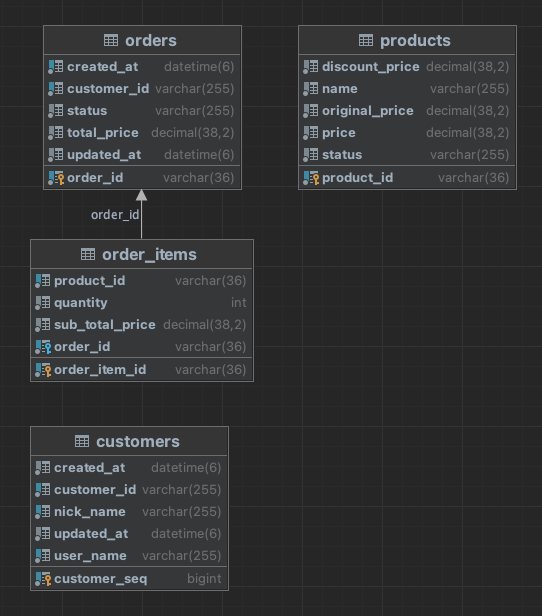 orders
created_at datetime(6)
customer_id varchar(255)
status varchar(255)
total_price decimal(38,2)
updated_at datetime(6)
order_id varchar(36)
products
discount_price decimal(38,2)
name varchar(255)
original_price decimal(38,2)
price decimal(38,2)
status varchar(255)
product_id varchar(36)
order_id
order_items
product_id varchar(36)
quantity int
sub_total_price decimal(38,2)
order_id varchar(36)
order_item_id varchar(36)
customers
created_at datetime(6)
customer_id varchar(255)
nick_name varchar(255)
updated_at datetime(6)
user_name varchar(255)
customer_seq bigint